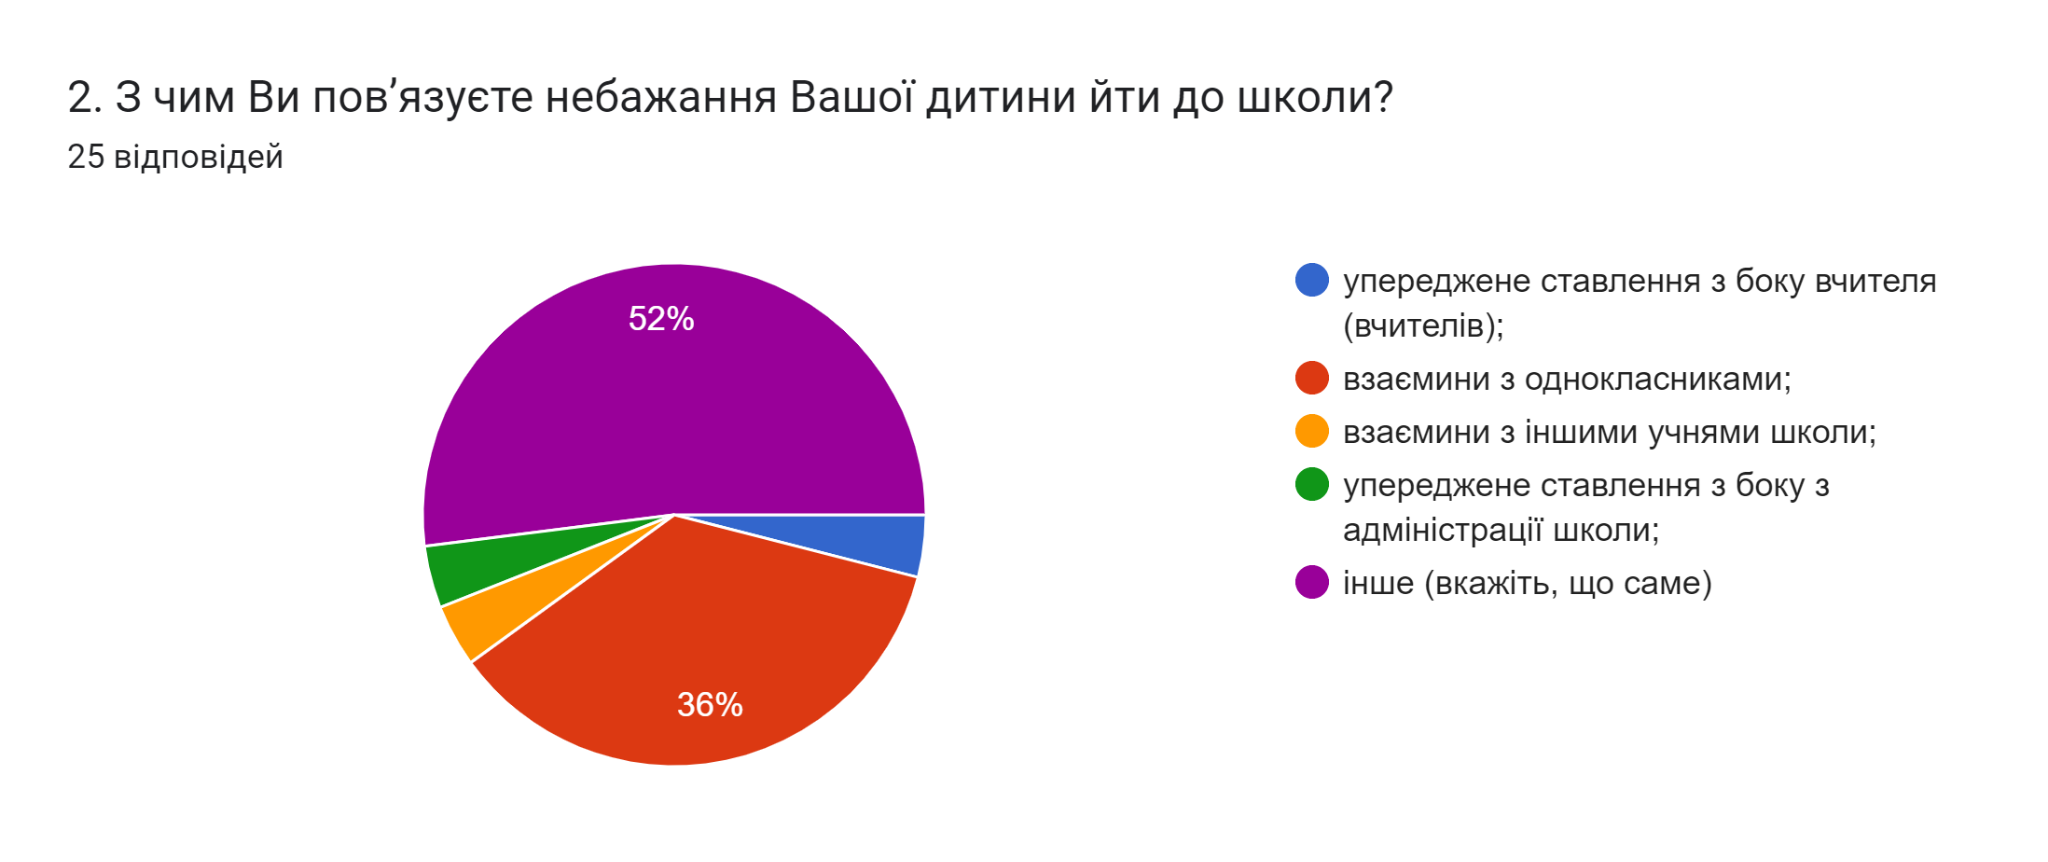 2. З чим Ви пов’язуєте небажання Вашої дитини йти до школи?
25 відповідей
52%
36%
упереджене ставлення з боку вчителя
(вчителів);
взаємини з однокласниками;
взаємини з іншими учнями школи;
упереджене ставлення з боку з
адміністрації школи;
інше (вкажіть, що саме)